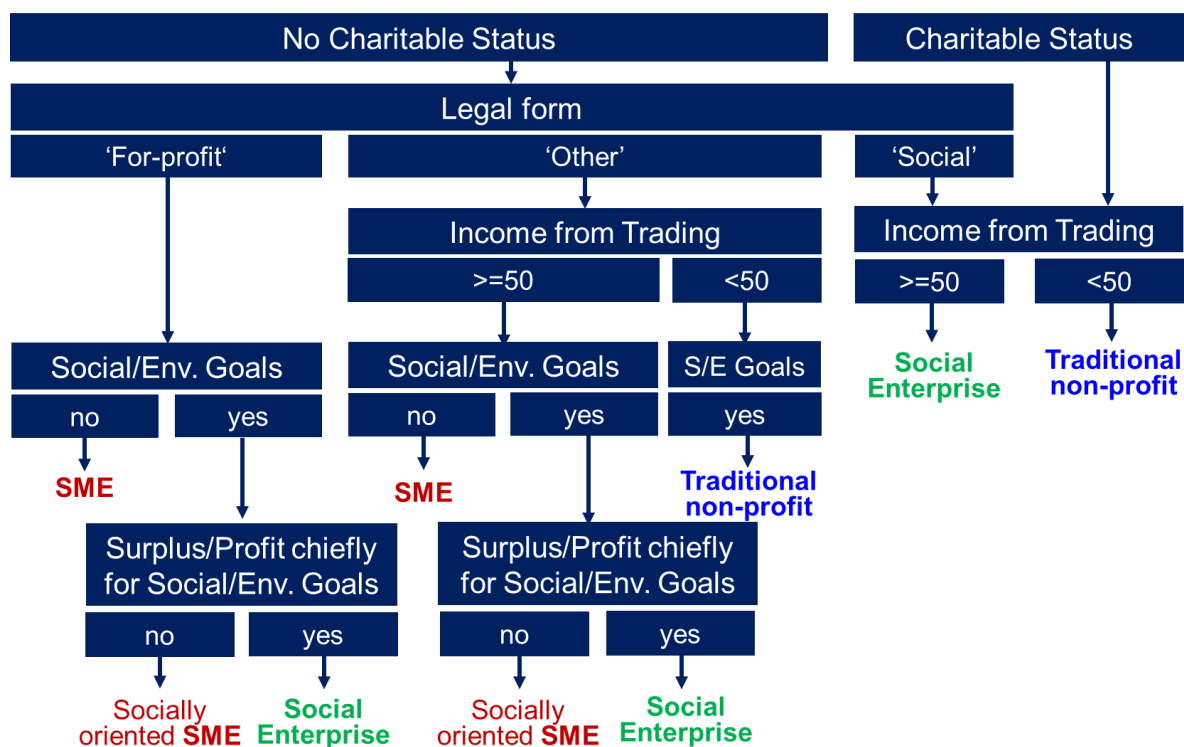 No Charitable Status
Charitable Status
Legal form
‘For-profit‘
‘Other’
‘Social’
Income from Trading
Income from Trading
>=50
<50
>=50
<50
Social/Env. Goals
Social/Env. Goals
S/E Goals
Social
Enterprise
Traditional
non-profit
no
yes
no
yes
yes
SME
SME
Traditional
non-profit
Surplus/Profit chiefly
for Social/Env. Goals
Surplus/Profit chiefly
for Social/Env. Goals
no
yes
no
yes
Socially
oriented SME
Social
Enterprise
Socially
oriented SME
Social
Enterprise